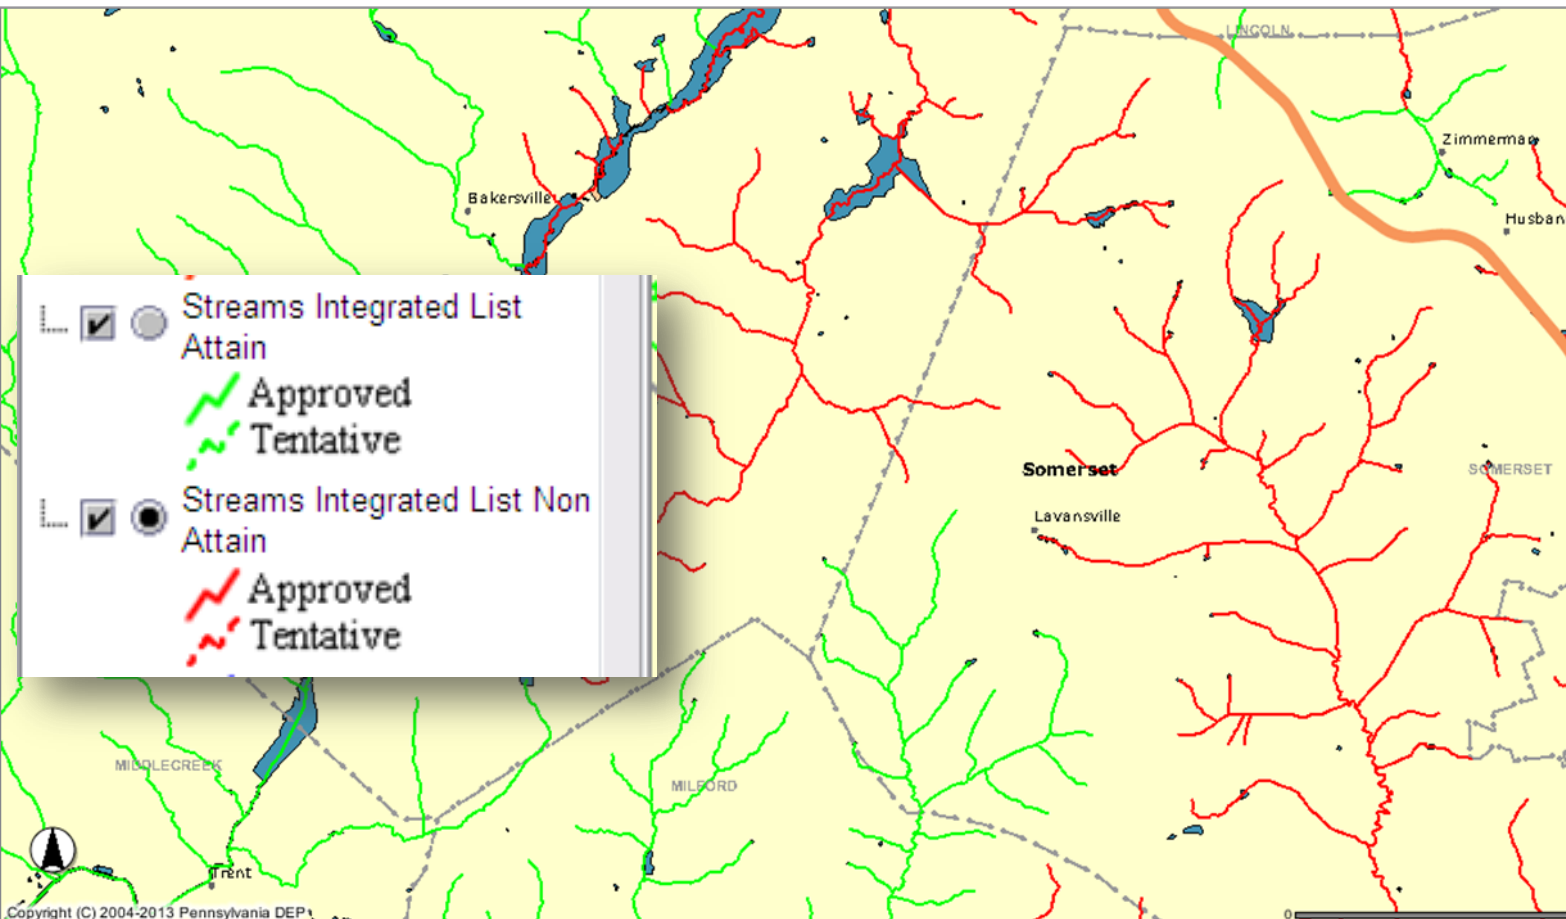 LINCOLN
Zimmerman
Bakersville
Husban
Streams Integrated List
Attain
Approved
Tentative
Streams Integrated List Non
Attain
Approved
Tentative
Somerset
SOMERSET
Lavansville
MIDDLECREEK
MILFORD
Trent
Copyright (C) 2004-2013 Pennsylvania DEP
0